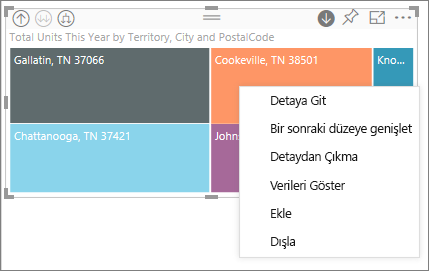 Total Units This Year by Territory, City and PostalCode
Gallatin, TN 37066
Cookeville, TN 38501
Kno...
Chattanooga, TN 37421
Johns
Detaya Git
Bir sonraki düzeye genişlet
Detaydan Çıkma
Verileri Göster
Ekle
Dışla